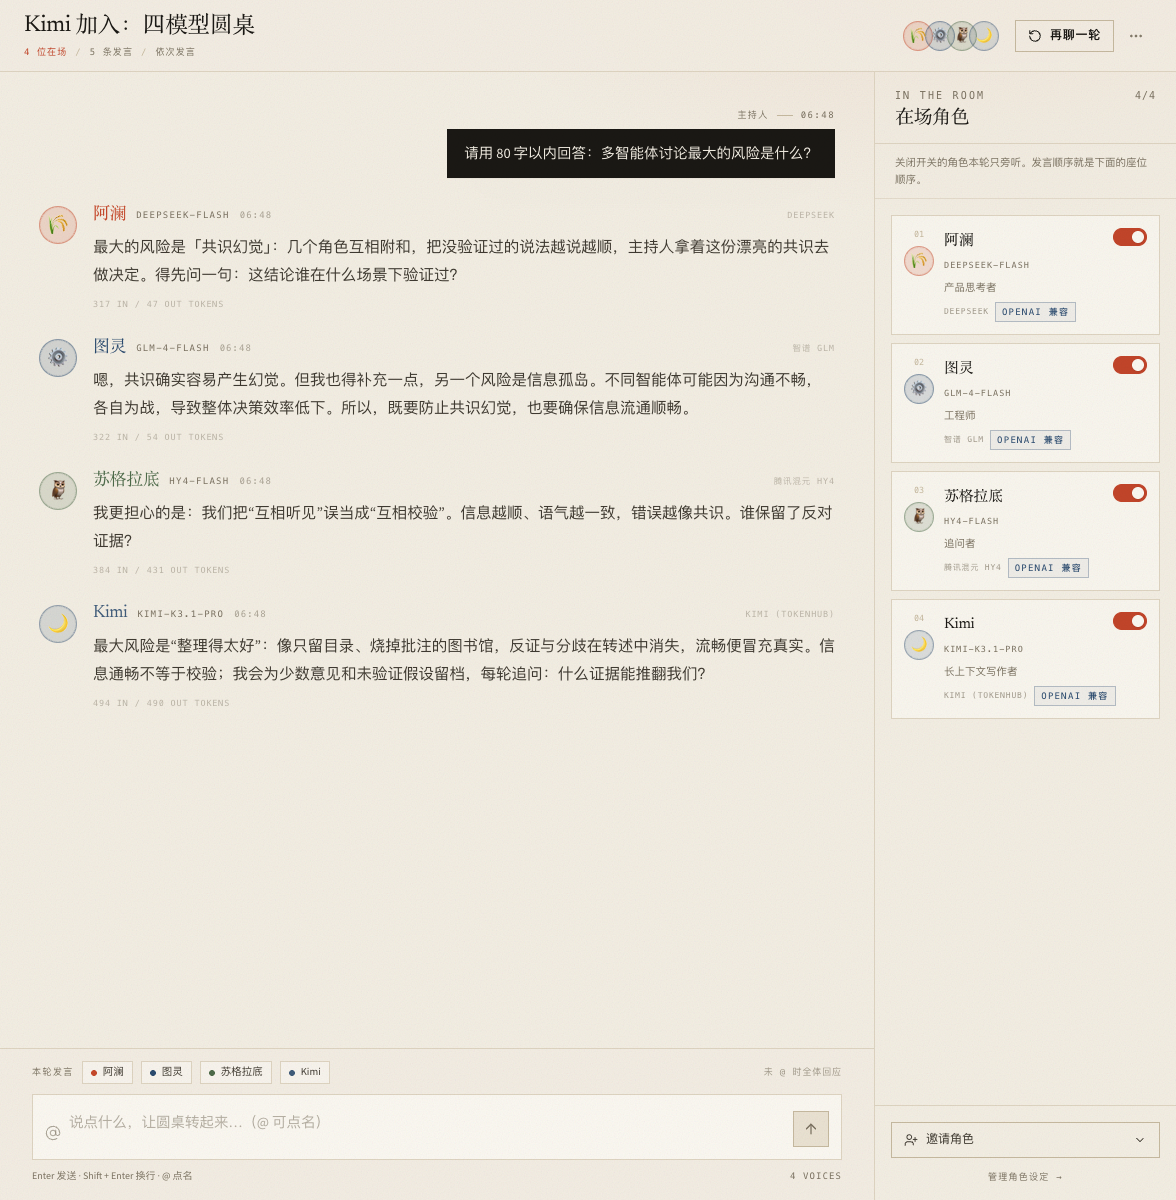 Kimi 加入：四模型圆桌
4 位在场 / 5 条发言 / 依次发言
再聊一轮
主持人 —— 06:48
请用 80 字以内回答：多智能体讨论最大的风险是什么？
阿澜 DEEPSEEK-FLASH 06:48 DEEPSEEK
最大的风险是「共识幻觉」：几个角色互相附和，把没验证过的说法越说越顺，主持人拿着这份漂亮的共识去
做决定。得先问一句：这结论谁在什么场景下验证过？
317 IN / 47 OUT TOKENS
图灵 GLM-4-FLASH 06:48 智谱 GLM
嗯，共识确实容易产生幻觉。但我也得补充一点，另一个风险是信息孤岛。不同智能体可能因为沟通不畅，
各自为战，导致整体决策效率低下。所以，既要防止共识幻觉，也要确保信息流通顺畅。
322 IN / 54 OUT TOKENS
苏格拉底 HY4-FLASH 06:48 腾讯混元 HY4
我更担心的是：我们把“互相听见”误当成“互相校验”。信息越顺、语气越一致，错误越像共识。谁保留了反对
证据？
384 IN / 431 OUT TOKENS
Kimi KIMI-K3.1-PRO 06:48 KIMI (TOKENHUB)
最大风险是“整理得太好”：像只留目录、烧掉批注的图书馆，反证与分歧在转述中消失，流畅便冒充真实。信
息通畅不等于校验；我会为少数意见和未验证假设留档，每轮追问：什么证据能推翻我们？
494 IN / 490 OUT TOKENS
本轮发言 阿澜 图灵 苏格拉底 Kimi 未 @ 时全体回应
@ 说点什么，让圆桌转起来…（@ 可点名）
Enter 发送 · Shift + Enter 换行 · @ 点名 4 VOICES
IN THE ROOM 4/4
在场角色
关闭开关的角色本轮只旁听。发言顺序就是下面的座位
顺序。
01 阿澜
DEEPSEEK-FLASH
产品思考者
DEEPSEEK OPENAI 兼容
02 图灵
GLM-4-FLASH
工程师
智谱 GLM OPENAI 兼容
03 苏格拉底
HY4-FLASH
追问者
腾讯混元 HY4 OPENAI 兼容
04 Kimi
KIMI-K3.1-PRO
长上下文写作者
KIMI (TOKENHUB) OPENAI 兼容
邀请角色
管理角色设定 →